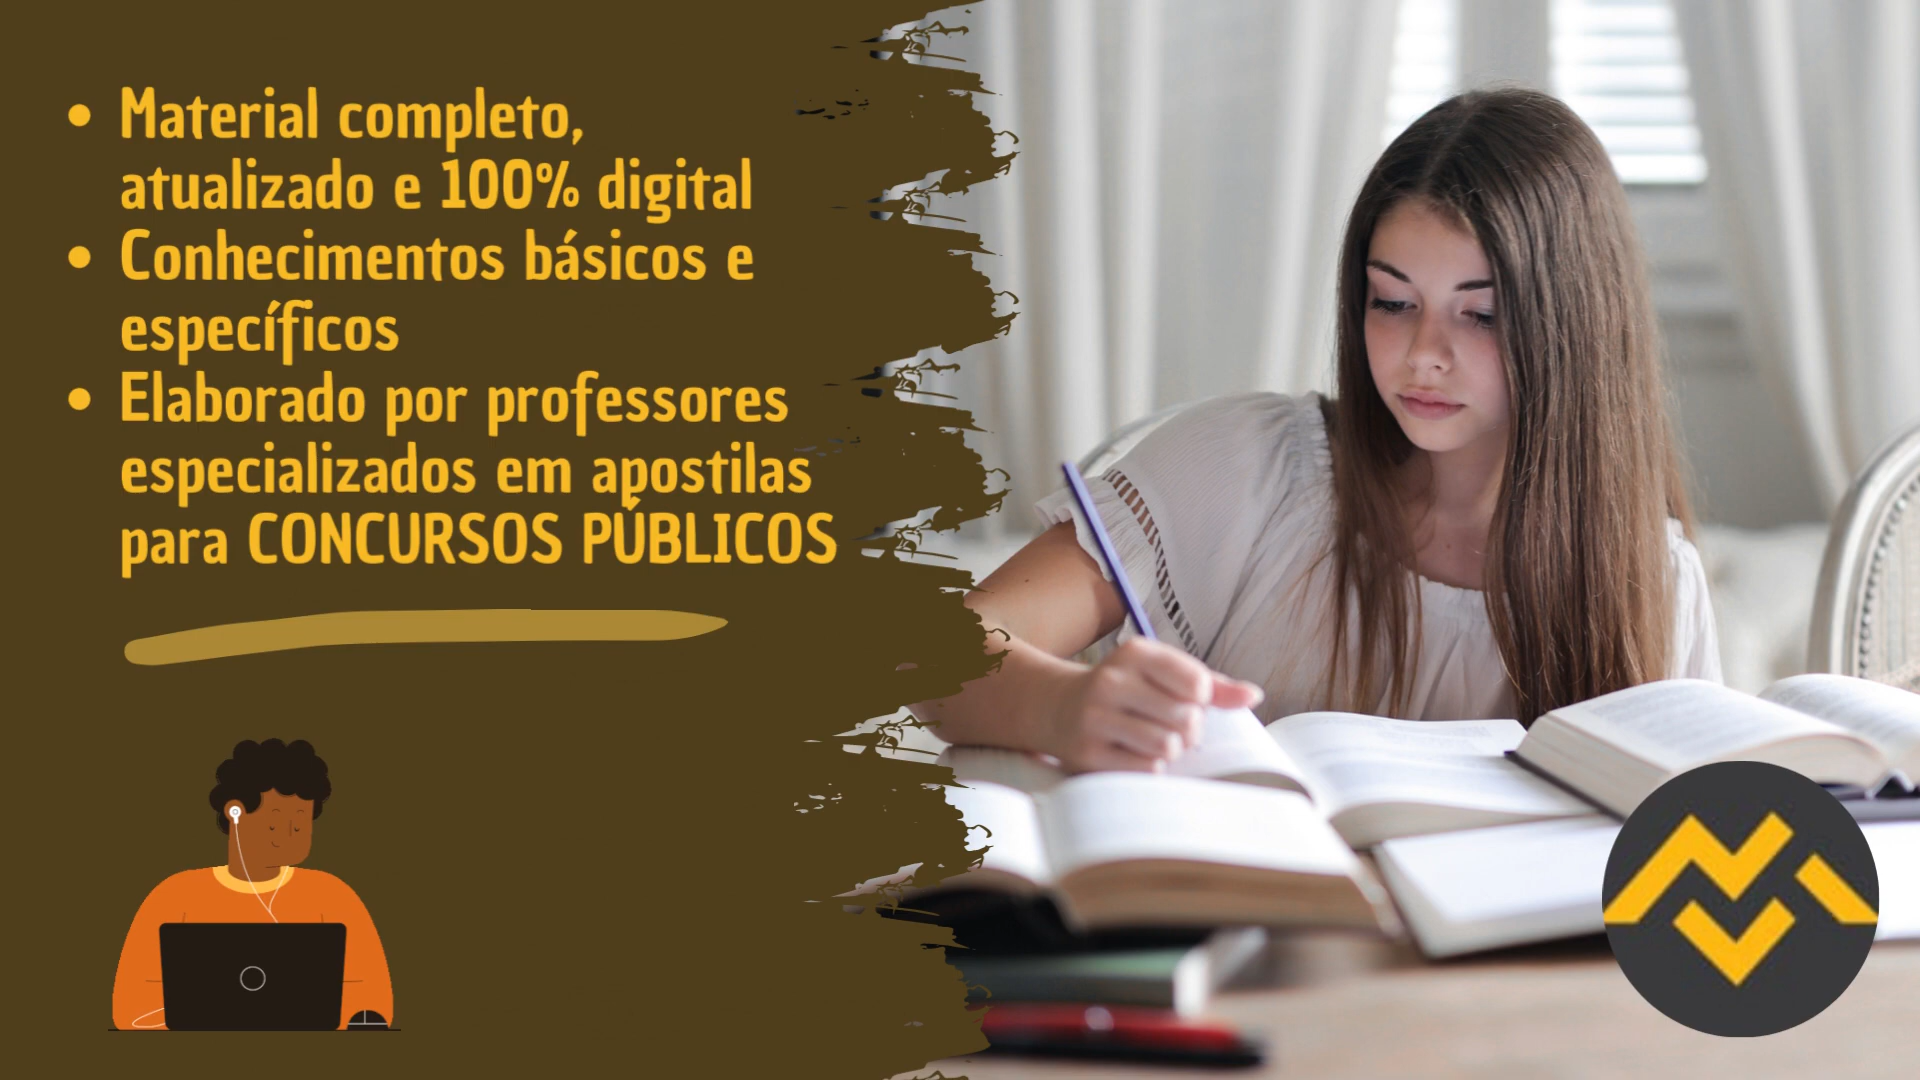 • Material completo,
atualizado e 100% digital
• Conhecimentos básicos e
específicos
• Elaborado por professores
especializados em apostilas
para CONCURSOS PÚBLICOS